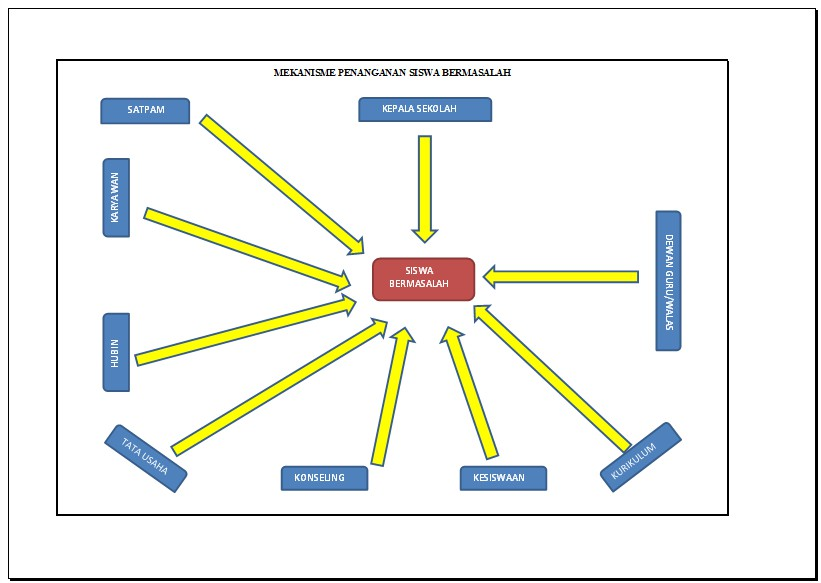 MEKANISME PENANGANAN SISWA BERMASALAH
SATPAM
KEPALA SEKOLAH
KARYAWAN
DEWAN GURU/WALAS
SISWA
BERMASALAH
HUBIN
TATA USAHA
KONSELING
KESISWAAN
KURIKULUM